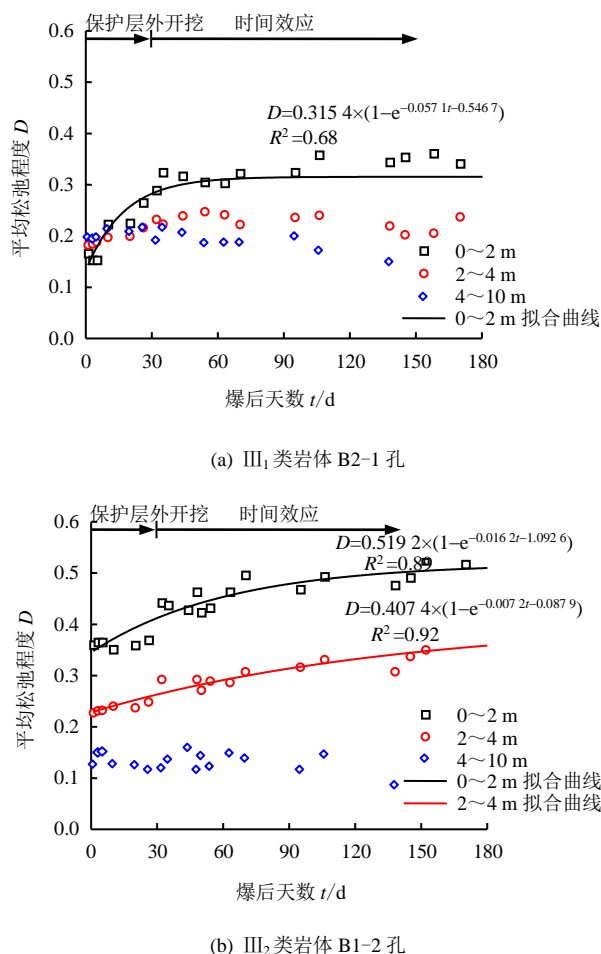 保护层外开挖 时间效应
0.6
0.5
0.4
0.3
0.2
0.1
0.0
平均松弛程度 D
D=0.315 4×(1−e^−0.057 1t−0.546 7)
R²=0.68
0～2 m
2～4 m
4～10 m
0～2 m 拟合曲线
0 30 60 90 120 150 180
爆后天数 t/d
(a) Ⅲ₁ 类岩体 B2−1 孔
保护层外开挖 时间效应
0.6
0.5
0.4
0.3
0.2
0.1
0.0
平均松弛程度 D
D=0.519 2×(1−e^−0.016 2t−1.092 6)
R²=0.89
D=0.407 4×(1−e^−0.007 2t−0.087 9)
R²=0.92
0～2 m
2～4 m
4～10 m
0～2 m 拟合曲线
2～4 m 拟合曲线
0 30 60 90 120 150 180
爆后天数 t/d
(b) Ⅲ₂ 类岩体 B1−2 孔